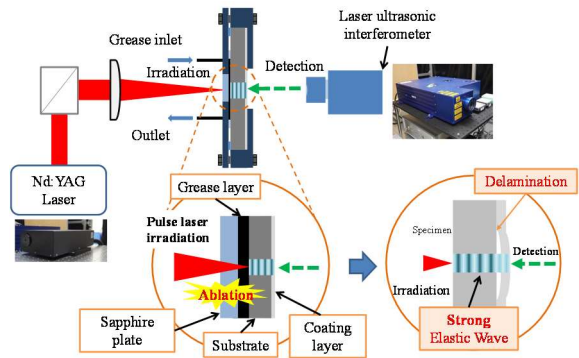 Laser ultrasonic
interferometer
Grease inlet
Irradiation
Detection
Outlet
Nd: YAG
Laser
Grease layer
Pulse laser
irradiation
Ablation
Sapphire
plate
Substrate
Coating
layer
Delamination
Specimen
Detection
Irradiation
Strong
Elastic Wave